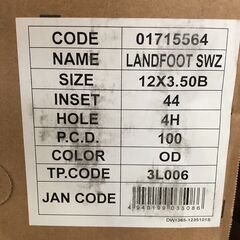 CODE 01715564
NAME LANDFOOT SWZ
SIZE 12X3.50B
INSET 44
HOLE 4H
P.C.D. 100
COLOR OD
TP.CODE 3L006
JAN CODE